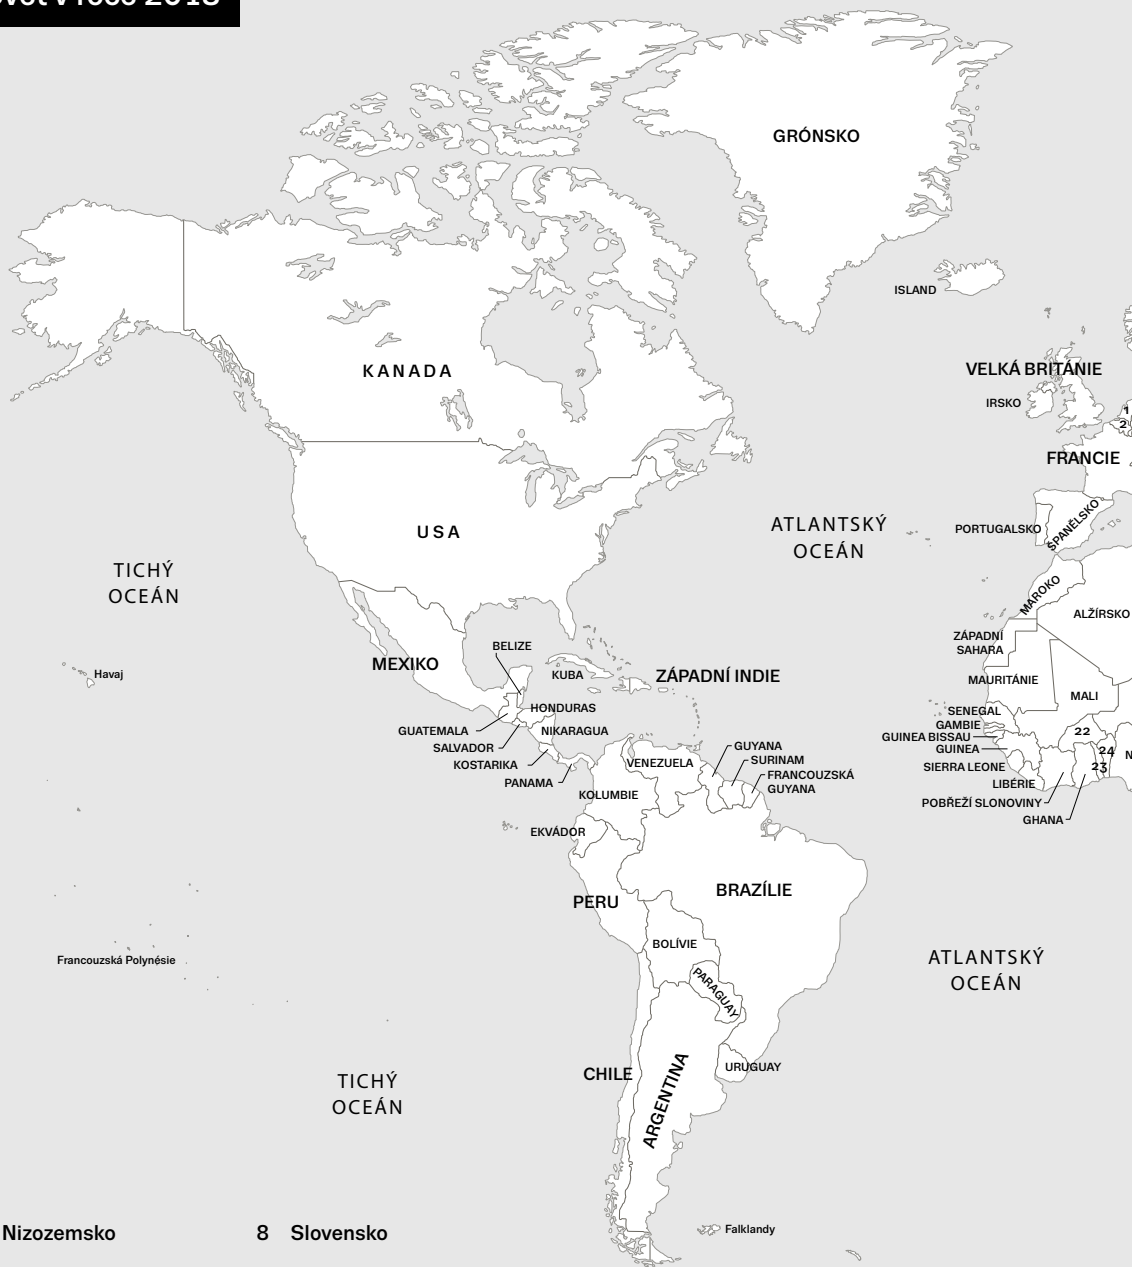 v roce
GRÓNSKO
ISLAND
KANADA
VELKÁ BRITÁNIE
IRSKO
1
2
FRANCIE
USA
ATLANTSKÝ
OCEÁN
PORTUGALSKO
ŠPANĚLSKO
TICHÝ
OCEÁN
MAROKO
ALŽÍRSKO
ZÁPADNÍ
SAHARA
BELIZE
MEXIKO
Havaj
KUBA
ZÁPADNÍ INDIE
MAURITÁNIE
MALI
HONDURAS
SENEGAL
GUATEMALA
NIKARAGUA
GAMBIE
22
GUINEA BISSAU
SALVADOR
GUYANA
GUINEA
24
KOSTARIKA
VENEZUELA
SURINAM
SIERRA LEONE
23
N
PANAMA
FRANCOUZSKÁ
GUYANA
LIBÉRIE
KOLUMBIE
POBŘEŽÍ SLONOVINY
GHANA
EKVÁDOR
BRAZÍLIE
PERU
BOLÍVIE
Francouzská Polynésie
ATLANTSKÝ
OCEÁN
PARAGUAY
URUGUAY
CHILE
ARGENTINA
TICHÝ
OCEÁN
Falklandy
Nizozemsko
8 Slovensko